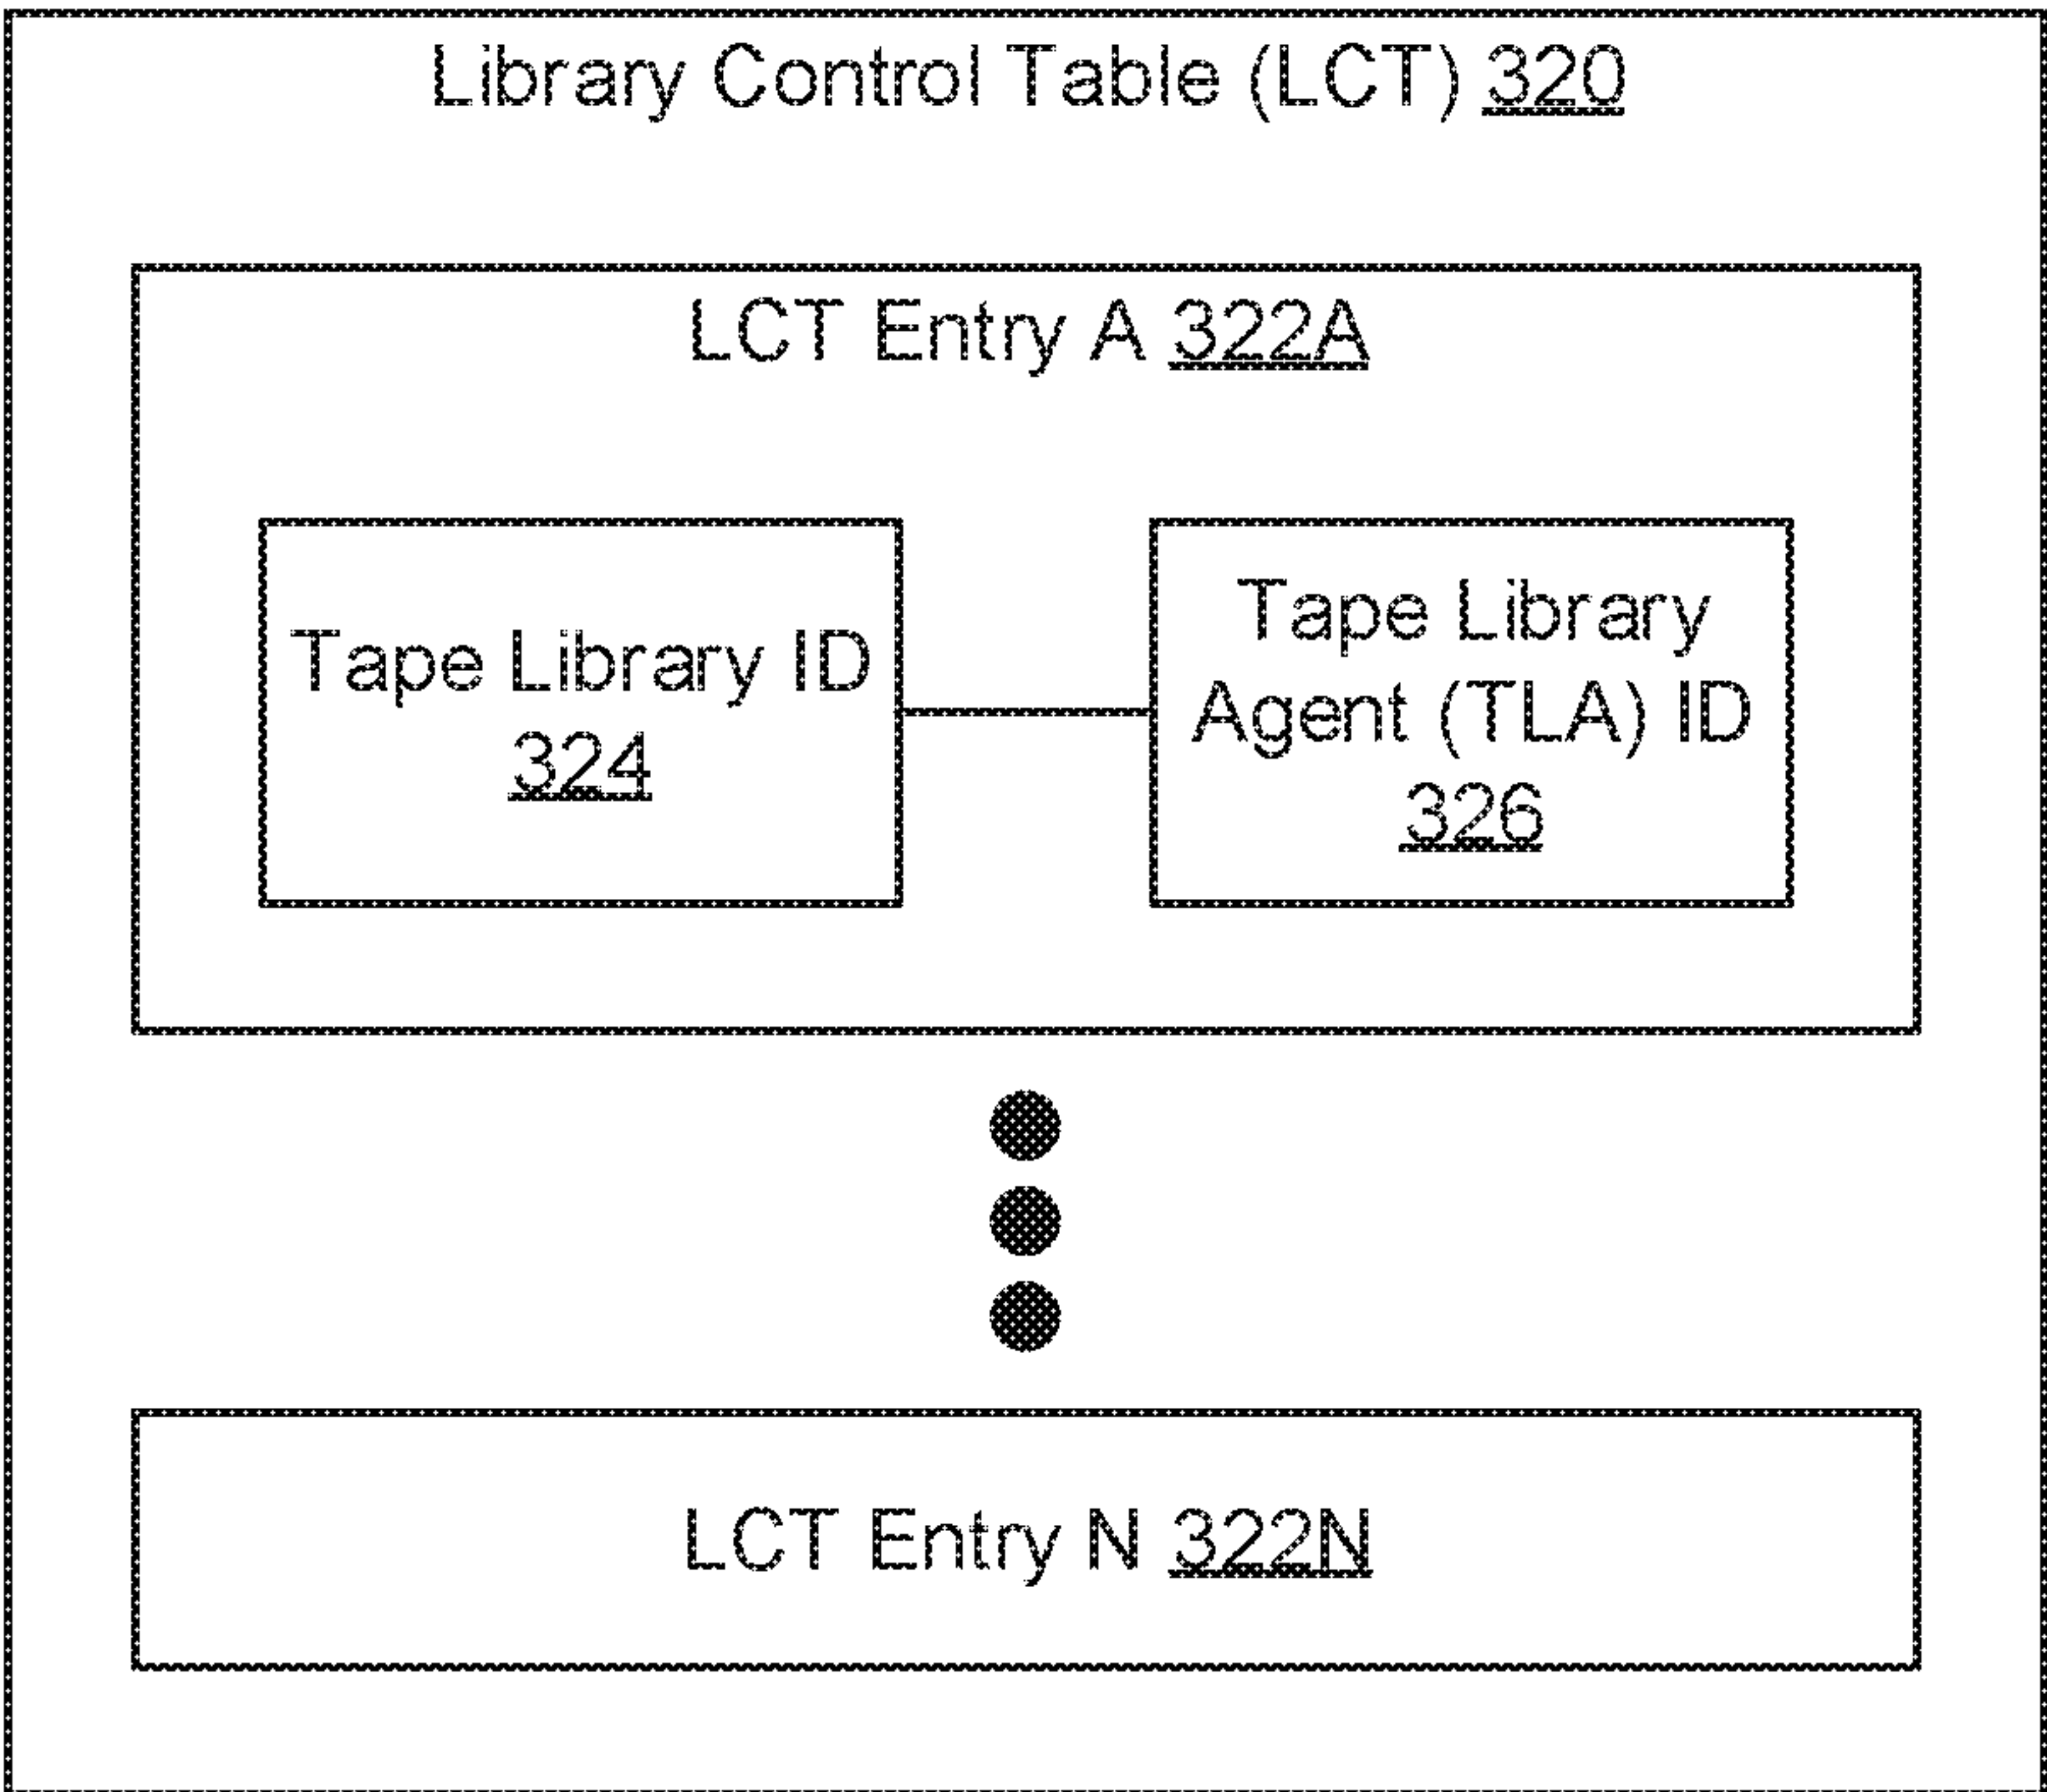 Library Control Table (LCT) 320
LCT Entry A 322A
Tape Library ID
324
Tape Library
Agent (TLA) ID
326
LCT Entry N 322N